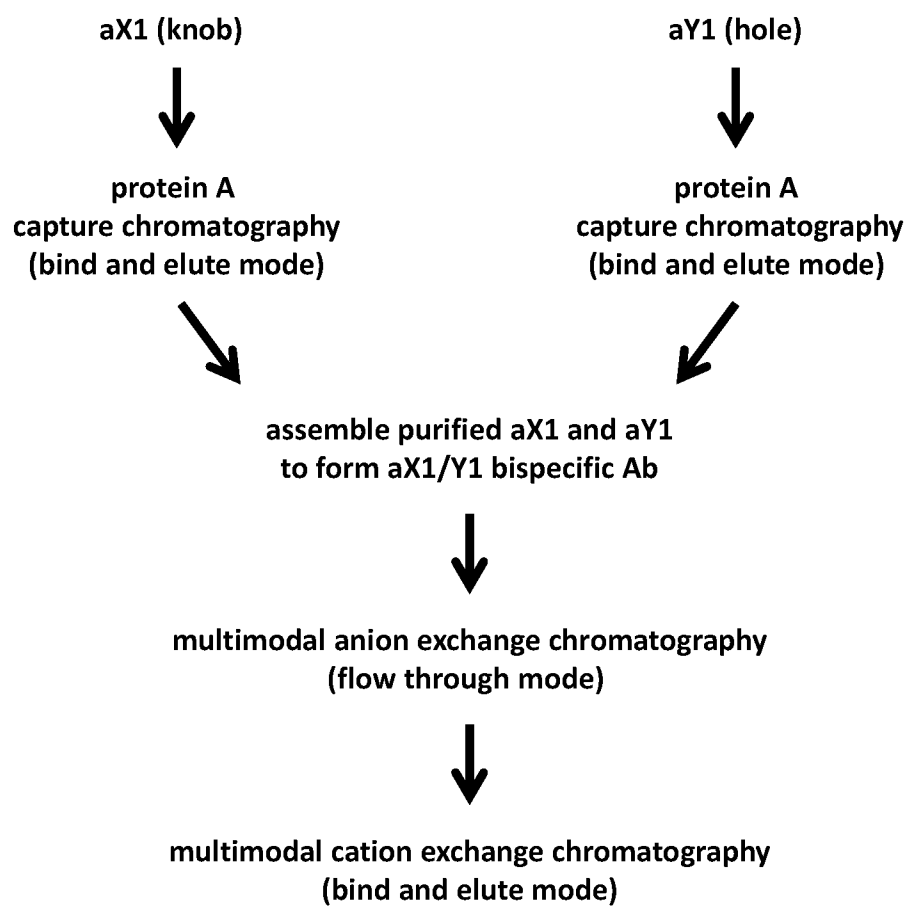 aX1 (knob)
aY1 (hole)
protein A
capture chromatography
(bind and elute mode)
protein A
capture chromatography
(bind and elute mode)
assemble purified aX1 and aY1
to form aX1/Y1 bispecific Ab
multimodal anion exchange chromatography
(flow through mode)
multimodal cation exchange chromatography
(bind and elute mode)